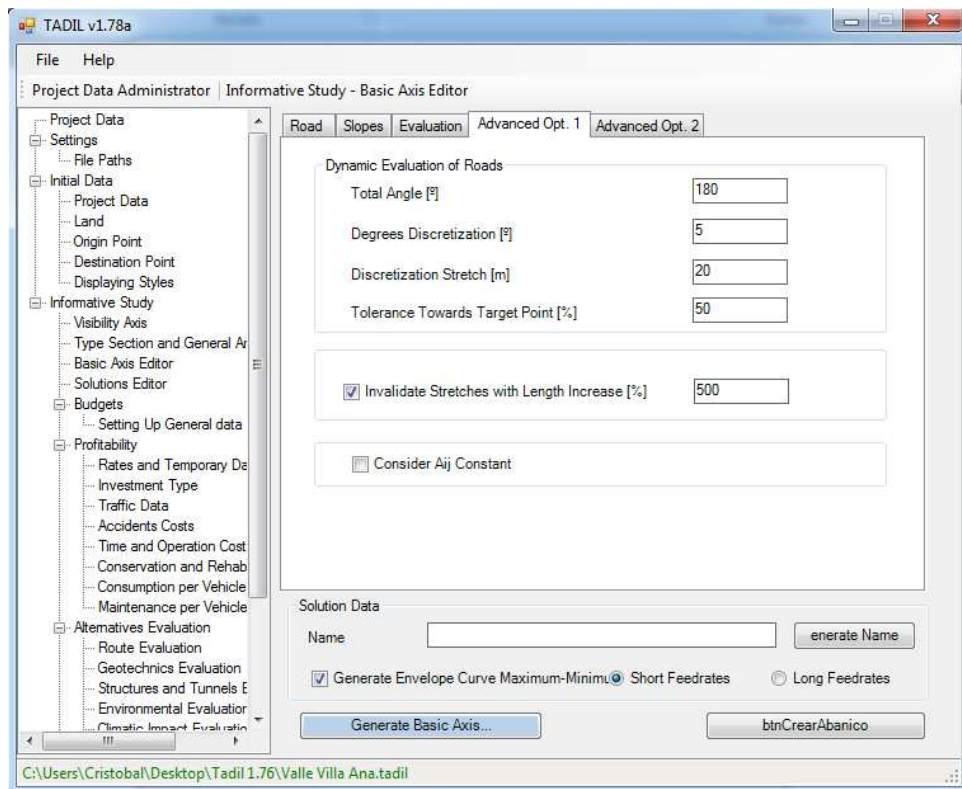 TADIL v1.78a
File Help
Project Data Administrator Informative Study - Basic Axis Editor
Project Data
Settings
File Paths
Initial Data
Project Data
Land
Origin Point
Destination Point
Displaying Styles
Informative Study
Visibility Axis
Type Section and General Ar
Basic Axis Editor
Solutions Editor
Budgets
Setting Up General data
Profitability
Rates and Temporary Da
Investment Type
Traffic Data
Accidents Costs
Time and Operation Cost
Conservation and Rehab
Consumption per Vehicle
Maintenance per Vehicle
Alternatives Evaluation
Route Evaluation
Geotechnics Evaluation
Structures and Tunnels E
Environmental Evaluation
Climatic Impact Evaluatio
Road Slopes Evaluation Advanced Opt. 1 Advanced Opt. 2
Dynamic Evaluation of Roads
Total Angle [º] 180
Degrees Discretization [º] 5
Discretization Stretch [m] 20
Tolerance Towards Target Point [%] 50
Invalidate Stretches with Length Increase [%] 500
Consider Aij Constant
Solution Data
Name enerate Name
Generate Envelope Curve Maximum-Minimu Short Feedrates Long Feedrates
Generate Basic Axis... btnCrearAbanico
C:\Users\Cristobal\Desktop\Tadil 1.76\Valle Villa Ana.tadil